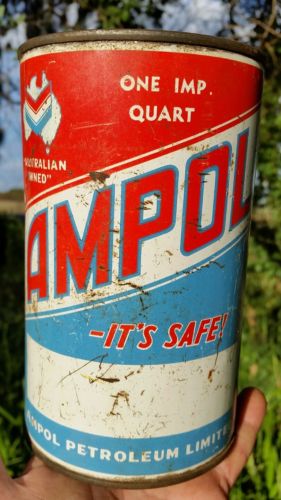 ONE IMP.
QUART
AUSTRALIAN
OWNED"
AMPOL
-IT'S SAFE!
AMPOL PETROLEUM LIMITED